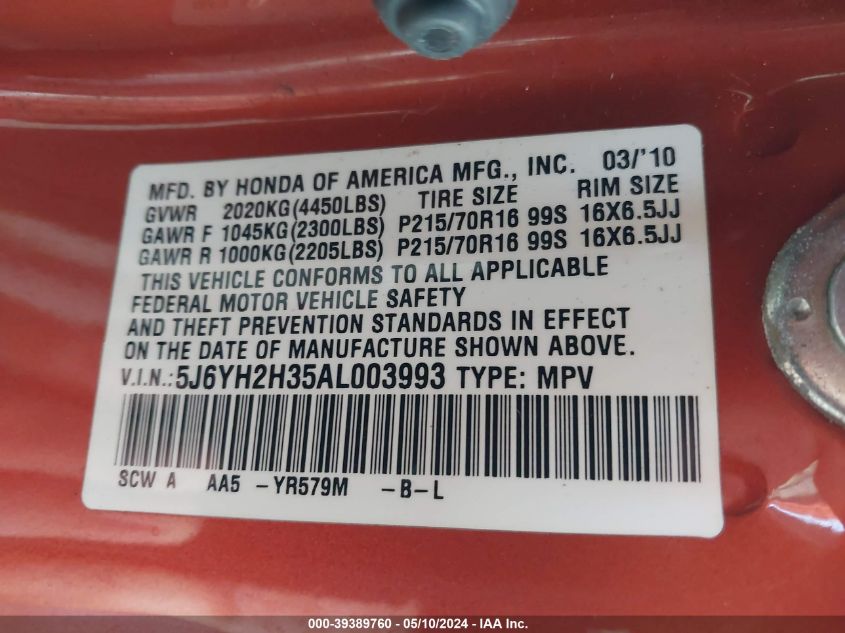 MFD. BY HONDA OF AMERICA MFG., INC. 03/'10
GVWR 2020KG(4450LBS) TIRE SIZE RIM SIZE
GAWR F 1045KG(2300LBS) P215/70R16 99S 16X6.5JJ
GAWR R 1000KG(2205LBS) P215/70R16 99S 16X6.5JJ
THIS VEHICLE CONFORMS TO ALL APPLICABLE
FEDERAL MOTOR VEHICLE SAFETY
AND THEFT PREVENTION STANDARDS IN EFFECT
ON THE DATE OF MANUFACTURE SHOWN ABOVE.
V.I.N.:5J6YH2H35AL003993 TYPE: MPV
SCW A AA5 -YR579M -B-L
000-39389760 - 05/10/2024 - IAA Inc.